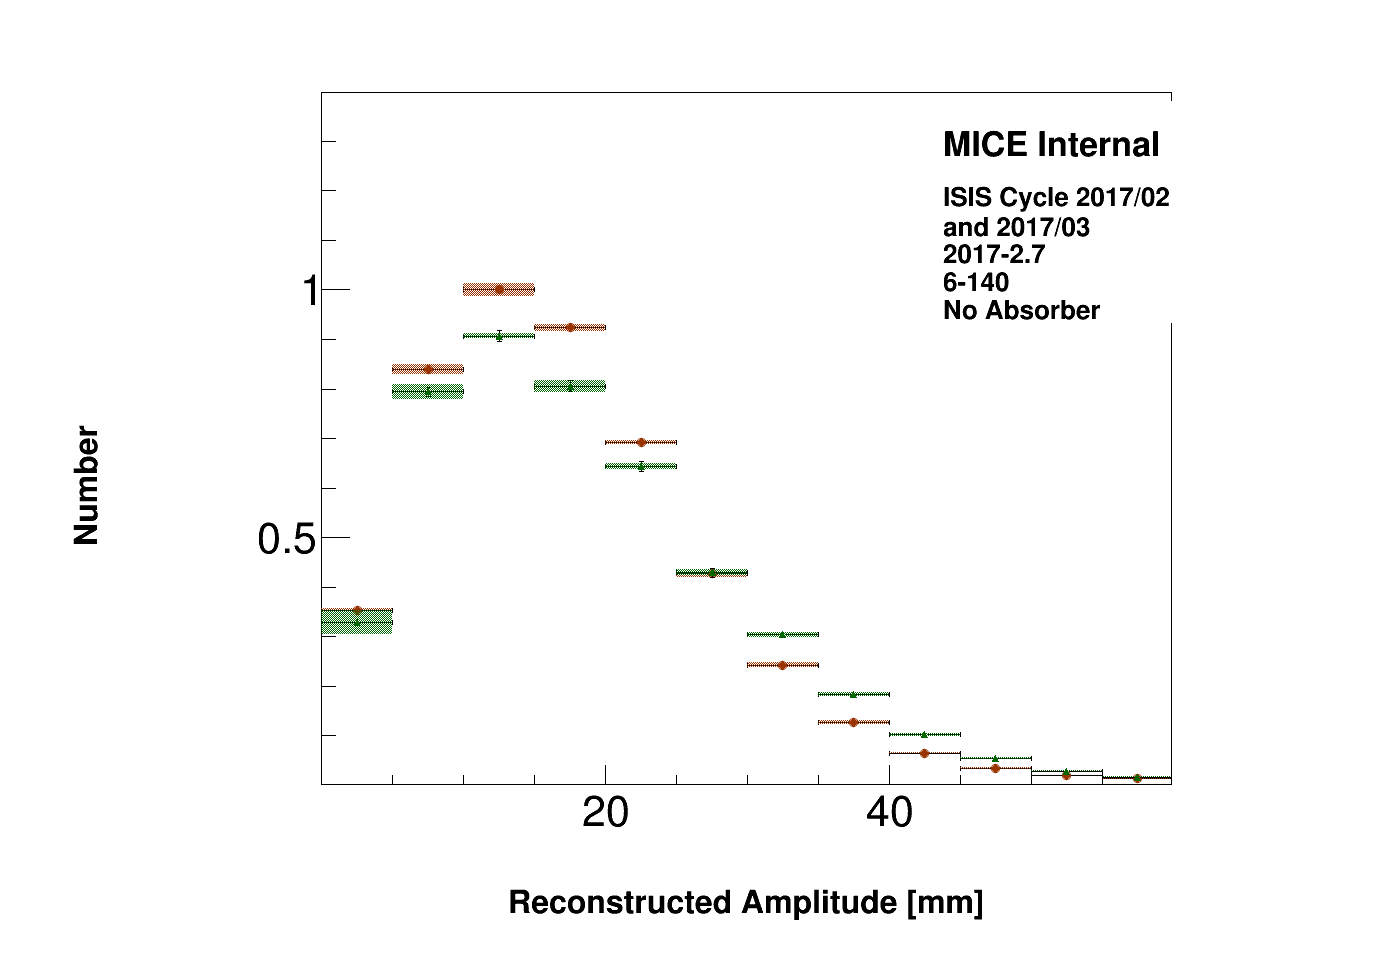 MICE Internal
ISIS Cycle 2017/02
and 2017/03
2017-2.7
6-140
No Absorber
1
0.5
Number
20 40
Reconstructed Amplitude [mm]